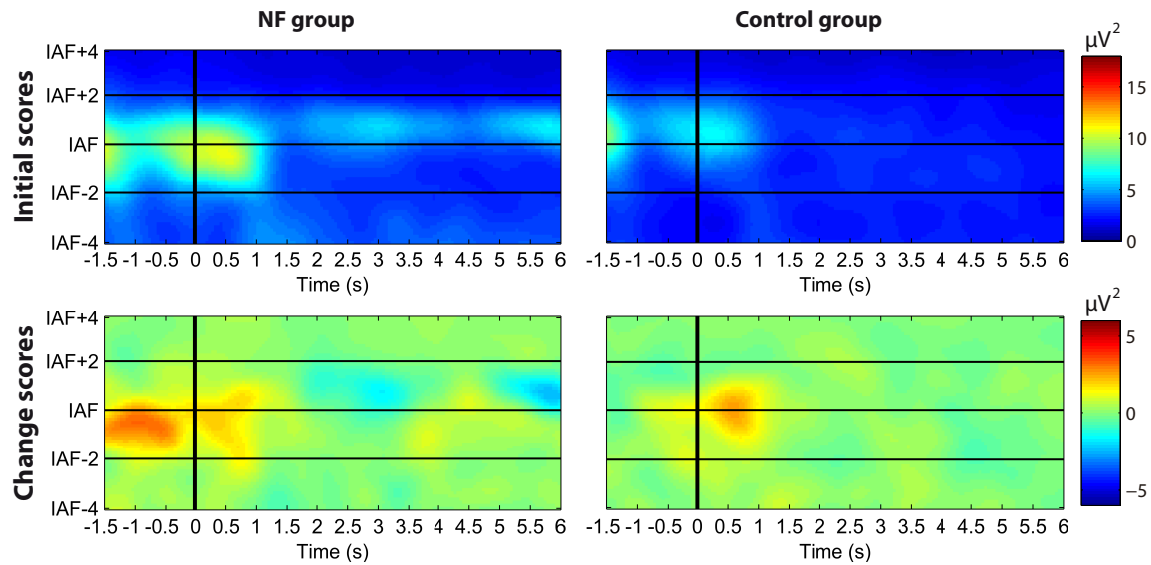 NF group
Control group
Initial scores
IAF+4
IAF+2
IAF
IAF-2
IAF-4
-1.5 -1 -0.5 0 0.5 1 1.5 2 2.5 3 3.5 4 4.5 5 5.5 6
Time (s)
-1.5 -1 -0.5 0 0.5 1 1.5 2 2.5 3 3.5 4 4.5 5 5.5 6
Time (s)
μV²
15
10
5
0
Change scores
IAF+4
IAF+2
IAF
IAF-2
IAF-4
-1.5 -1 -0.5 0 0.5 1 1.5 2 2.5 3 3.5 4 4.5 5 5.5 6
Time (s)
-1.5 -1 -0.5 0 0.5 1 1.5 2 2.5 3 3.5 4 4.5 5 5.5 6
Time (s)
μV²
5
0
−5